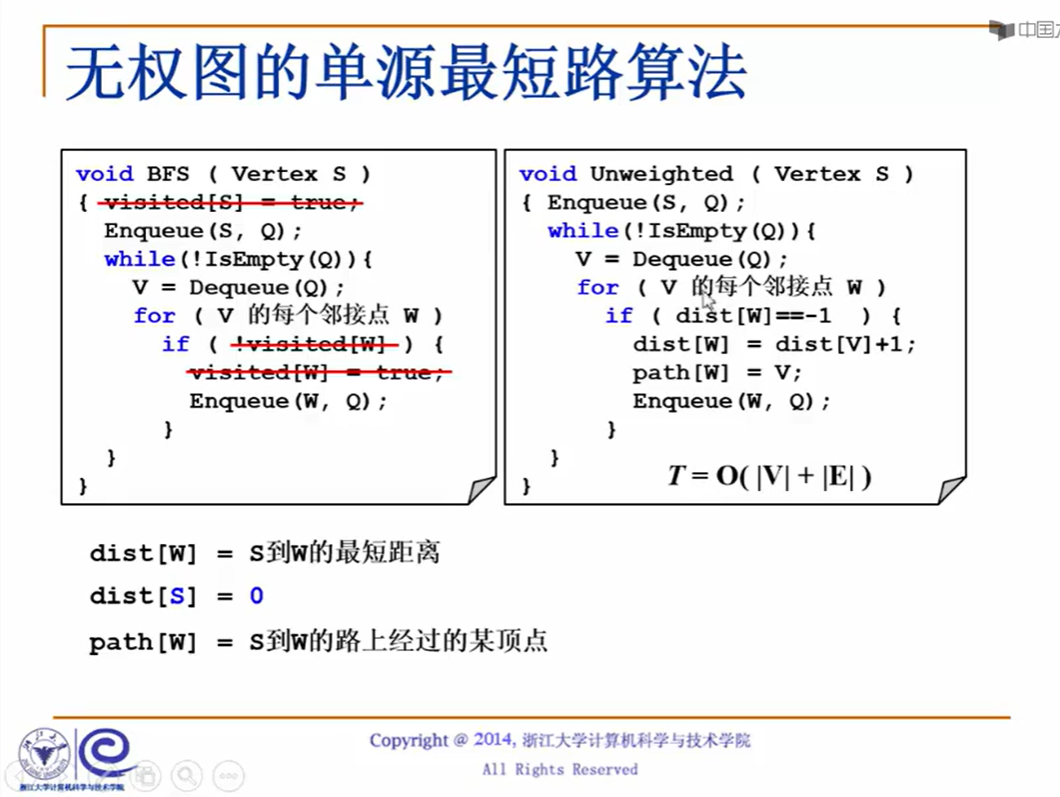 中国
无权图的单源最短路算法
void BFS ( Vertex S )
{ visited[S] = true;
Enqueue(S, Q);
while(!IsEmpty(Q)){
V = Dequeue(Q);
for ( V 的每个邻接点 W )
if ( !visited[W] ) {
visited[W] = true;
Enqueue(W, Q);
}
}
}
void Unweighted ( Vertex S )
{ Enqueue(S, Q);
while(!IsEmpty(Q)){
V = Dequeue(Q);
for ( V 的每个邻接点 W )
if ( dist[W]==-1 ) {
dist[W] = dist[V]+1;
path[W] = V;
Enqueue(W, Q);
}
}
}
T = O( |V| + |E| )
dist[W] = S到W的最短距离
dist[S] = 0
path[W] = S到W的路上经过的某顶点
Copyright @ 2014, 浙江大学计算机科学与技术学院
All Rights Reserved
浙江大学计算机科学与技术学院